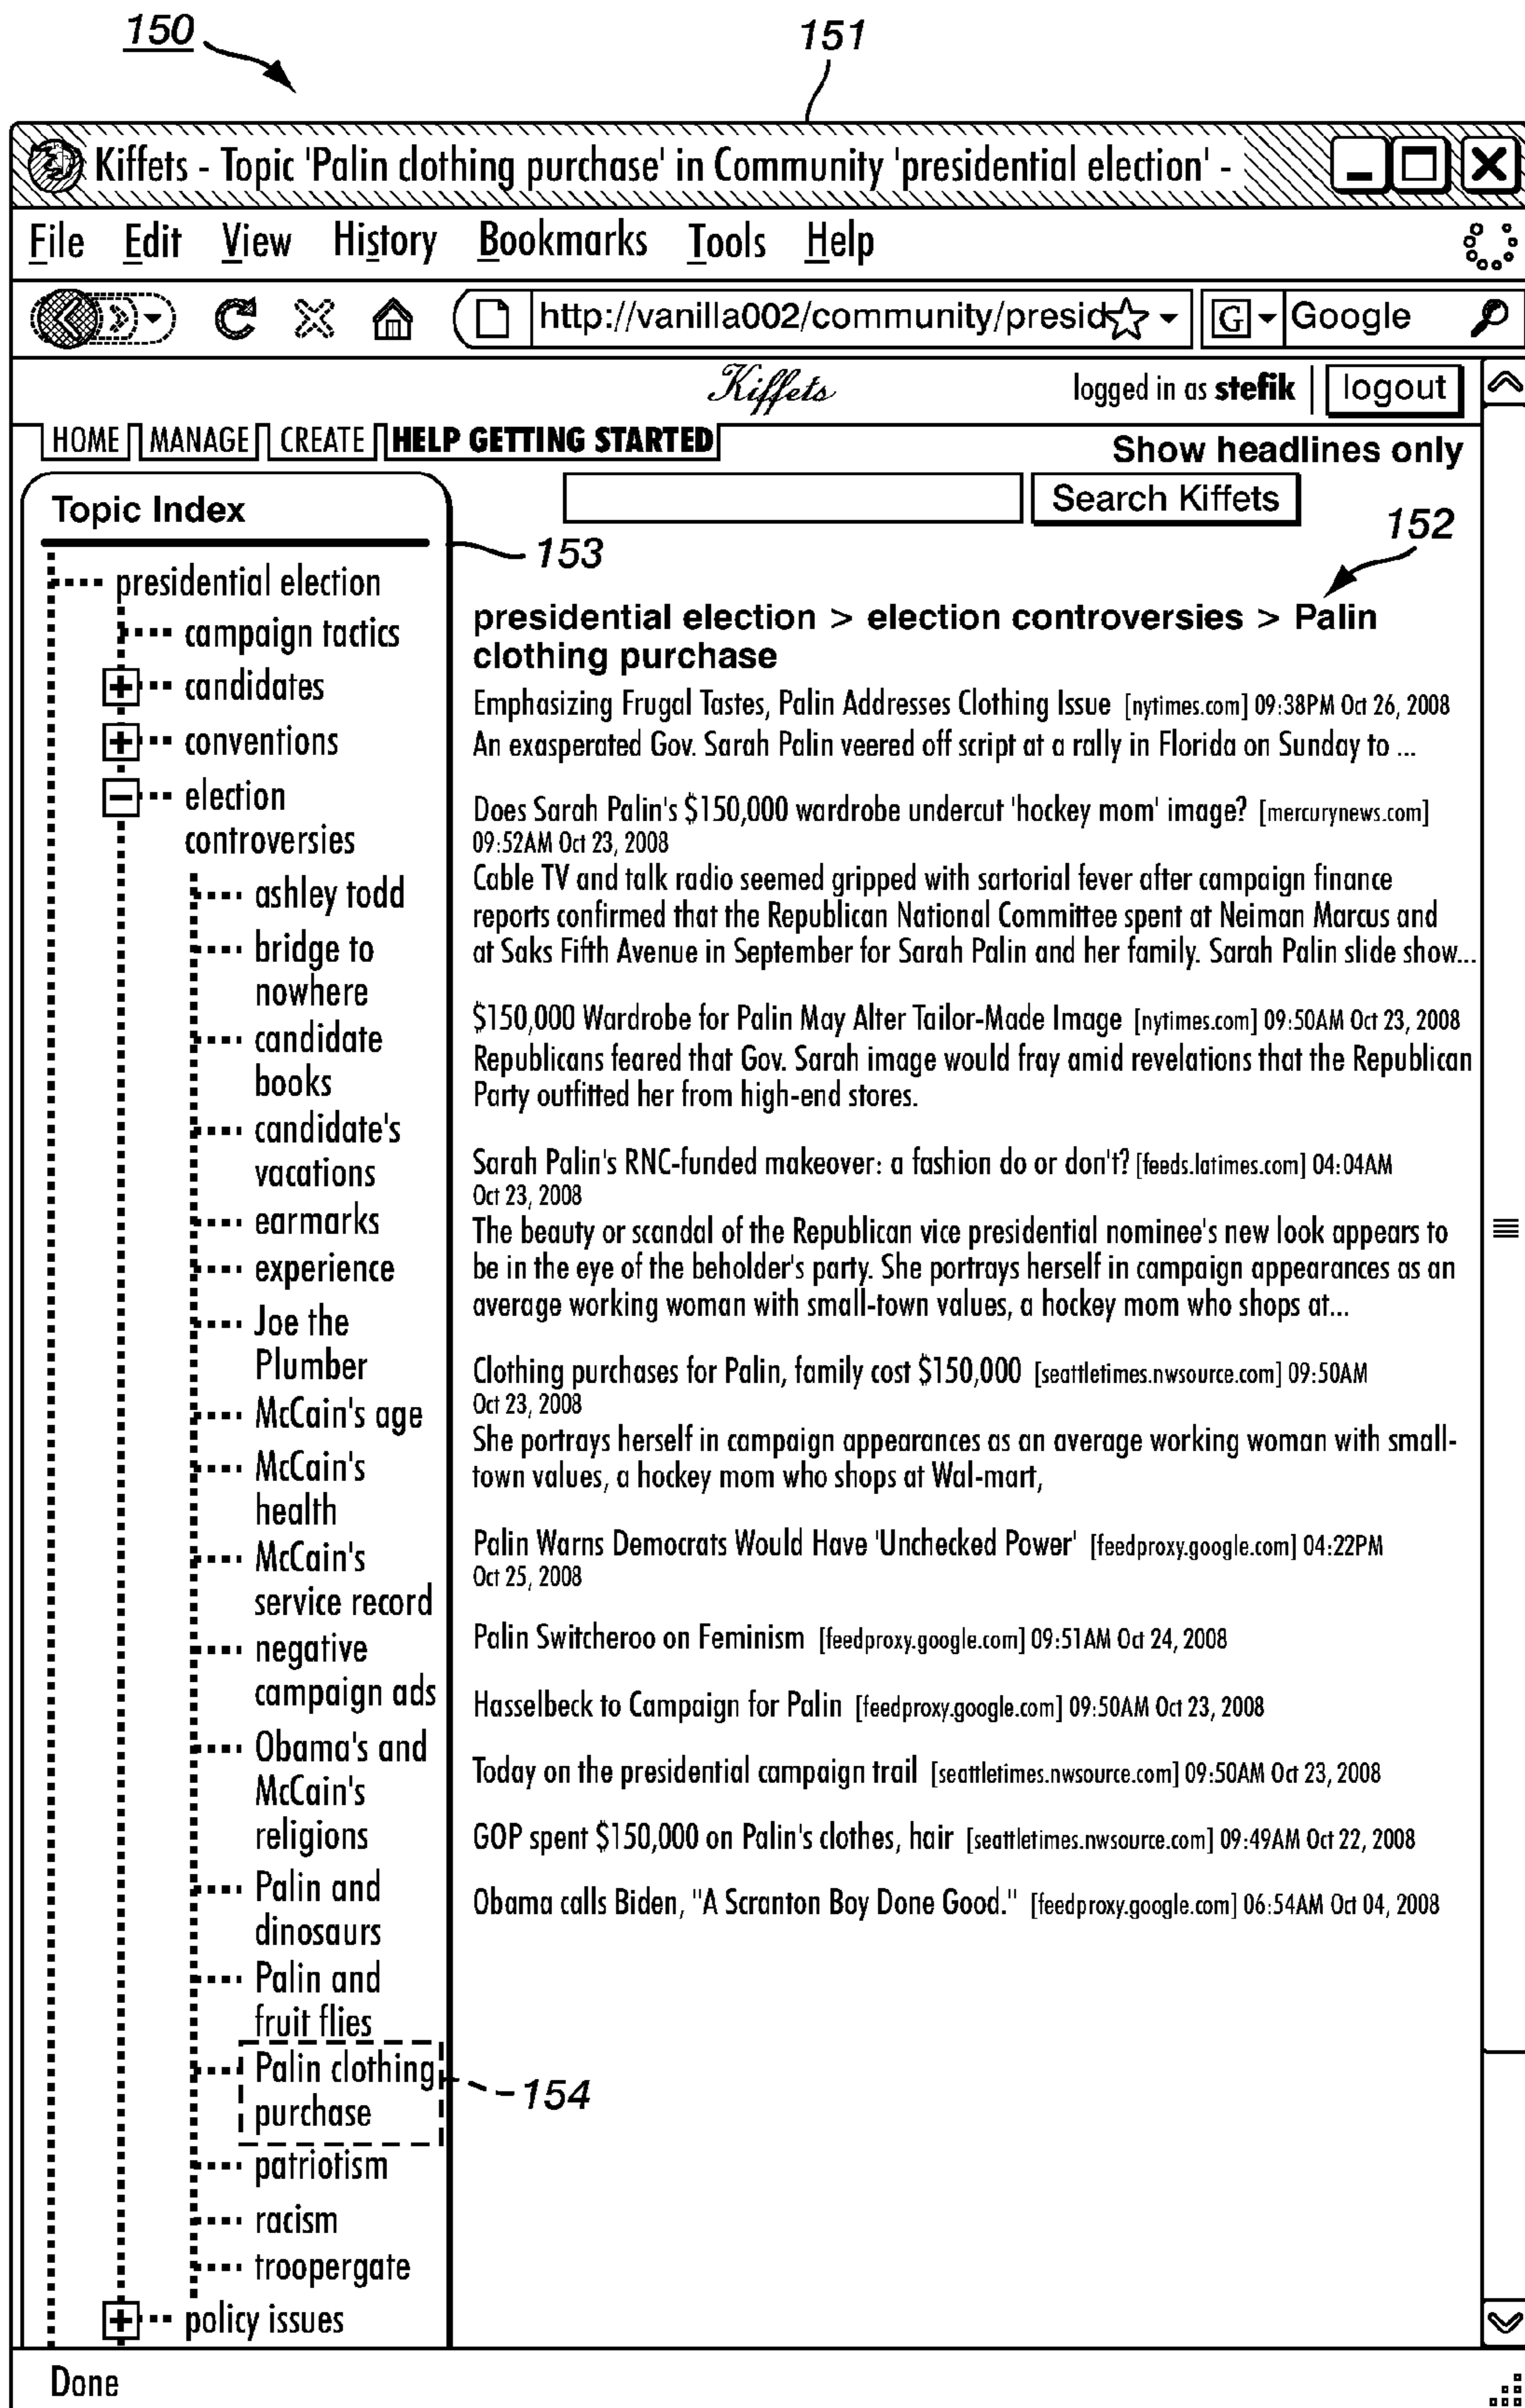 150
151
Kiffets - Topic 'Palin clothing purchase' in Community 'presidential election' -
File Edit View History Bookmarks Tools Help
http://vanilla002/community/presid
G Google
Kiffets
logged in as stefik | logout
HOME MANAGE CREATE HELP GETTING STARTED
Show headlines only
Search Kiffets
152
Topic Index
153
presidential election
campaign tactics
candidates
conventions
election
controversies
ashley todd
bridge to
nowhere
candidate
books
candidate's
vacations
earmarks
experience
Joe the
Plumber
McCain's age
McCain's
health
McCain's
service record
negative
campaign ads
Obama's and
McCain's
religions
Palin and
dinosaurs
Palin and
fruit flies
Palin clothing
purchase
154
patriotism
racism
troopergate
policy issues
presidential election > election controversies > Palin
clothing purchase
Emphasizing Frugal Tastes, Palin Addresses Clothing Issue [nytimes.com] 09:38PM Oct 26, 2008
An exasperated Gov. Sarah Palin veered off script at a rally in Florida on Sunday to ...
Does Sarah Palin's $150,000 wardrobe undercut 'hockey mom' image? [mercurynews.com]
09:52AM Oct 23, 2008
Cable TV and talk radio seemed gripped with sartorial fever after campaign finance
reports confirmed that the Republican National Committee spent at Neiman Marcus and
at Saks Fifth Avenue in September for Sarah Palin and her family. Sarah Palin slide show...
$150,000 Wardrobe for Palin May Alter Tailor-Made Image [nytimes.com] 09:50AM Oct 23, 2008
Republicans feared that Gov. Sarah image would fray amid revelations that the Republican
Party outfitted her from high-end stores.
Sarah Palin's RNC-funded makeover: a fashion do or don't? [feeds.latimes.com] 04:04AM
Oct 23, 2008
The beauty or scandal of the Republican vice presidential nominee's new look appears to
be in the eye of the beholder's party. She portrays herself in campaign appearances as an
average working woman with small-town values, a hockey mom who shops at...
Clothing purchases for Palin, family cost $150,000 [seattletimes.nwsource.com] 09:50AM
Oct 23, 2008
She portrays herself in campaign appearances as an average working woman with small-
town values, a hockey mom who shops at Wal-mart,
Palin Warns Democrats Would Have 'Unchecked Power' [feedproxy.google.com] 04:22PM
Oct 25, 2008
Palin Switcheroo on Feminism [feedproxy.google.com] 09:51AM Oct 24, 2008
Hasselbeck to Campaign for Palin [feedproxy.google.com] 09:50AM Oct 23, 2008
Today on the presidential campaign trail [seattletimes.nwsource.com] 09:50AM Oct 23, 2008
GOP spent $150,000 on Palin's clothes, hair [seattletimes.nwsource.com] 09:49AM Oct 22, 2008
Obama calls Biden, "A Scranton Boy Done Good." [feedproxy.google.com] 06:54AM Oct 04, 2008
Done